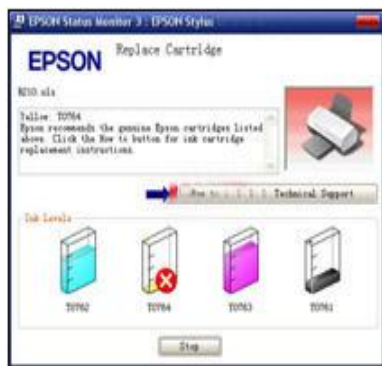 EPSON Status Monitor 3 : EPSON Stylus
EPSON
Replace Cartridge
Yellow: T0764
Epson recommends the genuine Epson cartridges listed
above. Click the How to button for ink cartridge
replacement instructions.
How to
Technical Support
Ink Levels
T0762
T0764
T0763
T0761
Stop